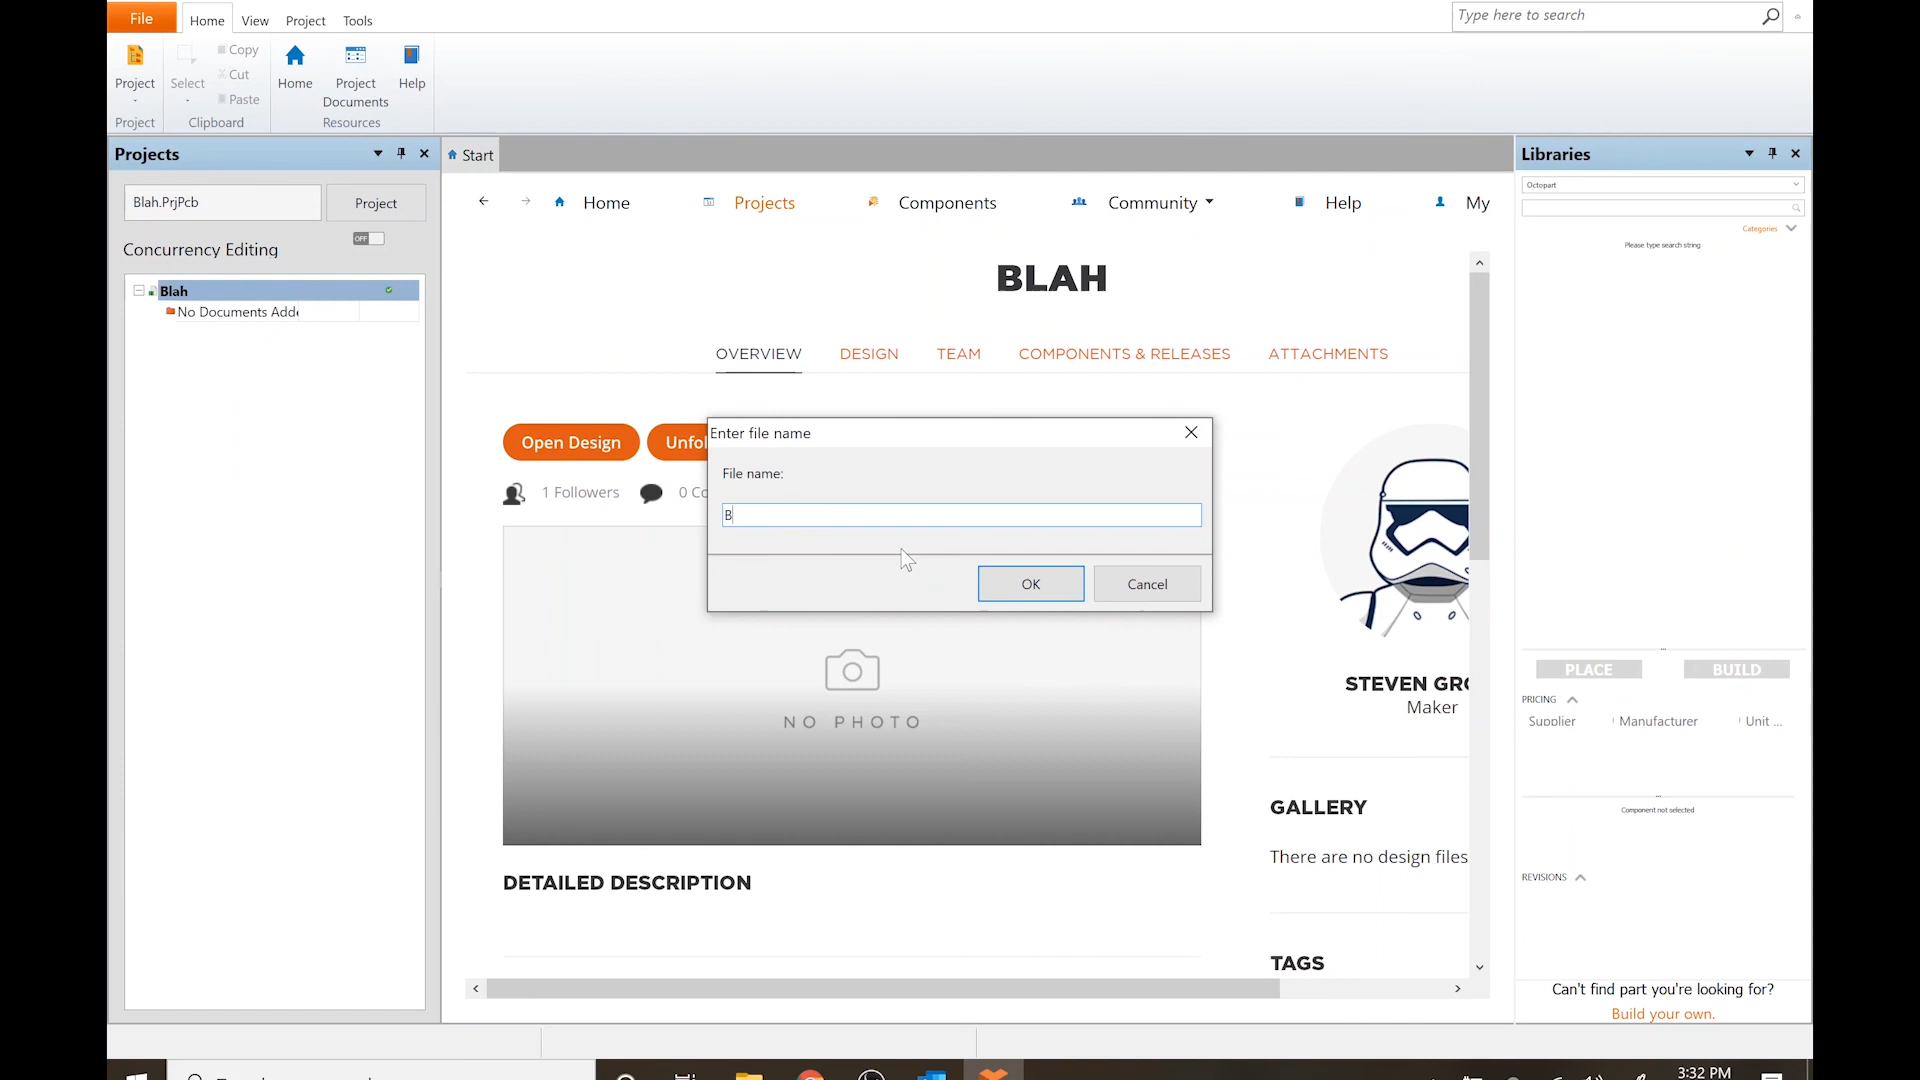 File
Home
View
Project
Tools
Type here to search
Project
Select
Copy
Cut
Paste
Home
Project
Documents
Help
Project
Clipboard
Resources
Projects
Start
Libraries
Blah.PrjPcb
Project
OFF
Concurrency Editing
Blah
No Documents Adde
Home
Projects
Components
Community
Help
My
BLAH
OVERVIEW
DESIGN
TEAM
COMPONENTS & RELEASES
ATTACHMENTS
Open Design
Unfol
1 Followers
0 Co
Enter file name
File name:
B
OK
Cancel
NO PHOTO
DETAILED DESCRIPTION
STEVEN GRO
Maker
GALLERY
There are no design files
TAGS
Octopart
Categories
Please type search string
PLACE
BUILD
PRICING
Supplier
Manufacturer
Unit ...
Component not selected
REVISIONS
Can't find part you're looking for?
Build your own.
3:32 PM